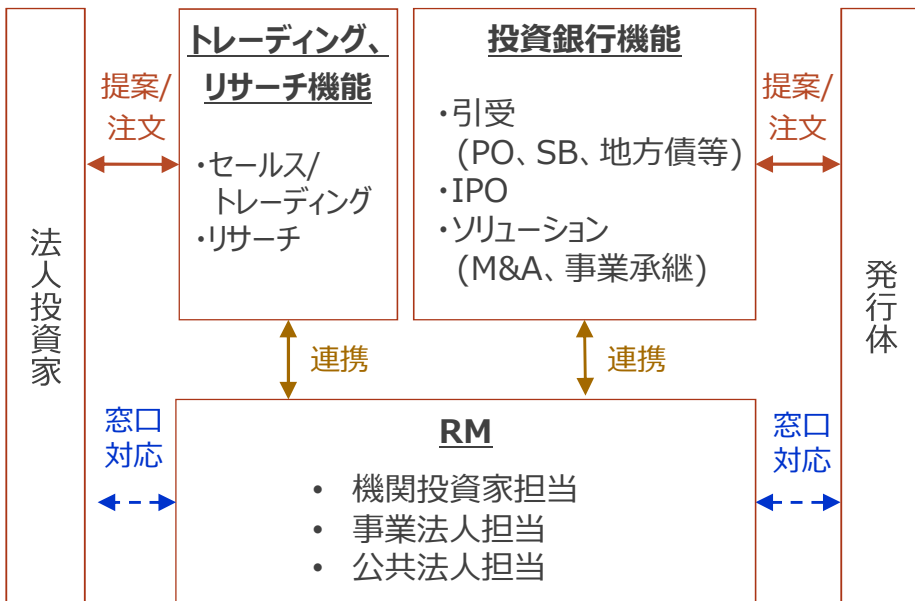 法人投資家
提案/
注文
トレーディング、
リサーチ機能
・セールス/
トレーディング
・リサーチ
投資銀行機能
・引受
(PO、SB、地方債等)
・IPO
・ソリューション
(M&A、事業承継)
提案/
注文
発行体
連携
連携
窓口
対応
RM
• 機関投資家担当
• 事業法人担当
• 公共法人担当
窓口
対応